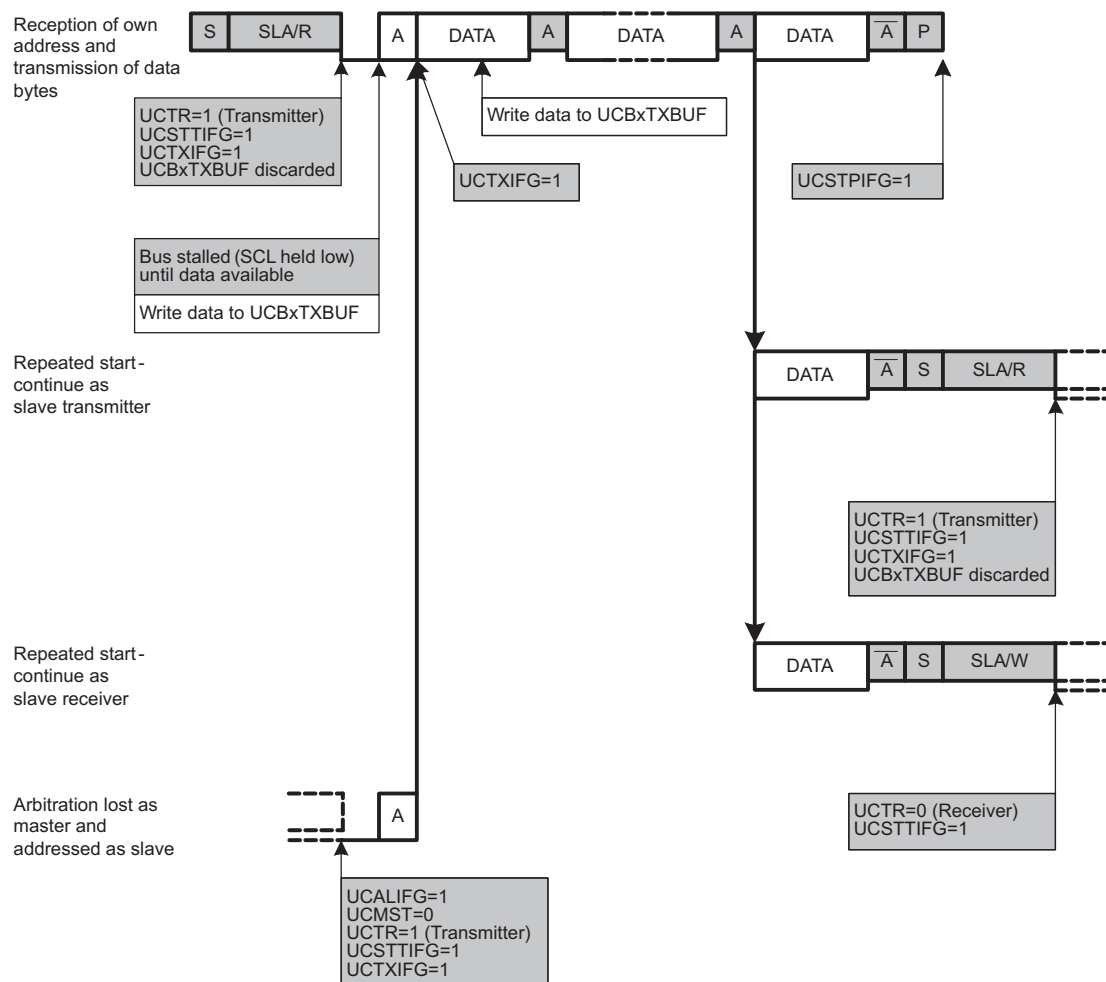 Reception of own
address and
transmission of data
bytes
S SLA/R A DATA A DATA A DATA A P
UCTR=1 (Transmitter)
UCSTTIFG=1
UCTXIFG=1
UCBxTXBUF discarded
Write data to UCBxTXBUF
UCTXIFG=1
UCSTPIFG=1
Bus stalled (SCL held low)
until data available
Write data to UCBxTXBUF
Repeated start-
continue as
slave transmitter
DATA A S SLA/R
UCTR=1 (Transmitter)
UCSTTIFG=1
UCTXIFG=1
UCBxTXBUF discarded
Repeated start-
continue as
slave receiver
DATA A S SLA/W
UCTR=0 (Receiver)
UCSTTIFG=1
Arbitration lost as
master and
addressed as slave
A
UCALIFG=1
UCMST=0
UCTR=1 (Transmitter)
UCSTTIFG=1
UCTXIFG=1